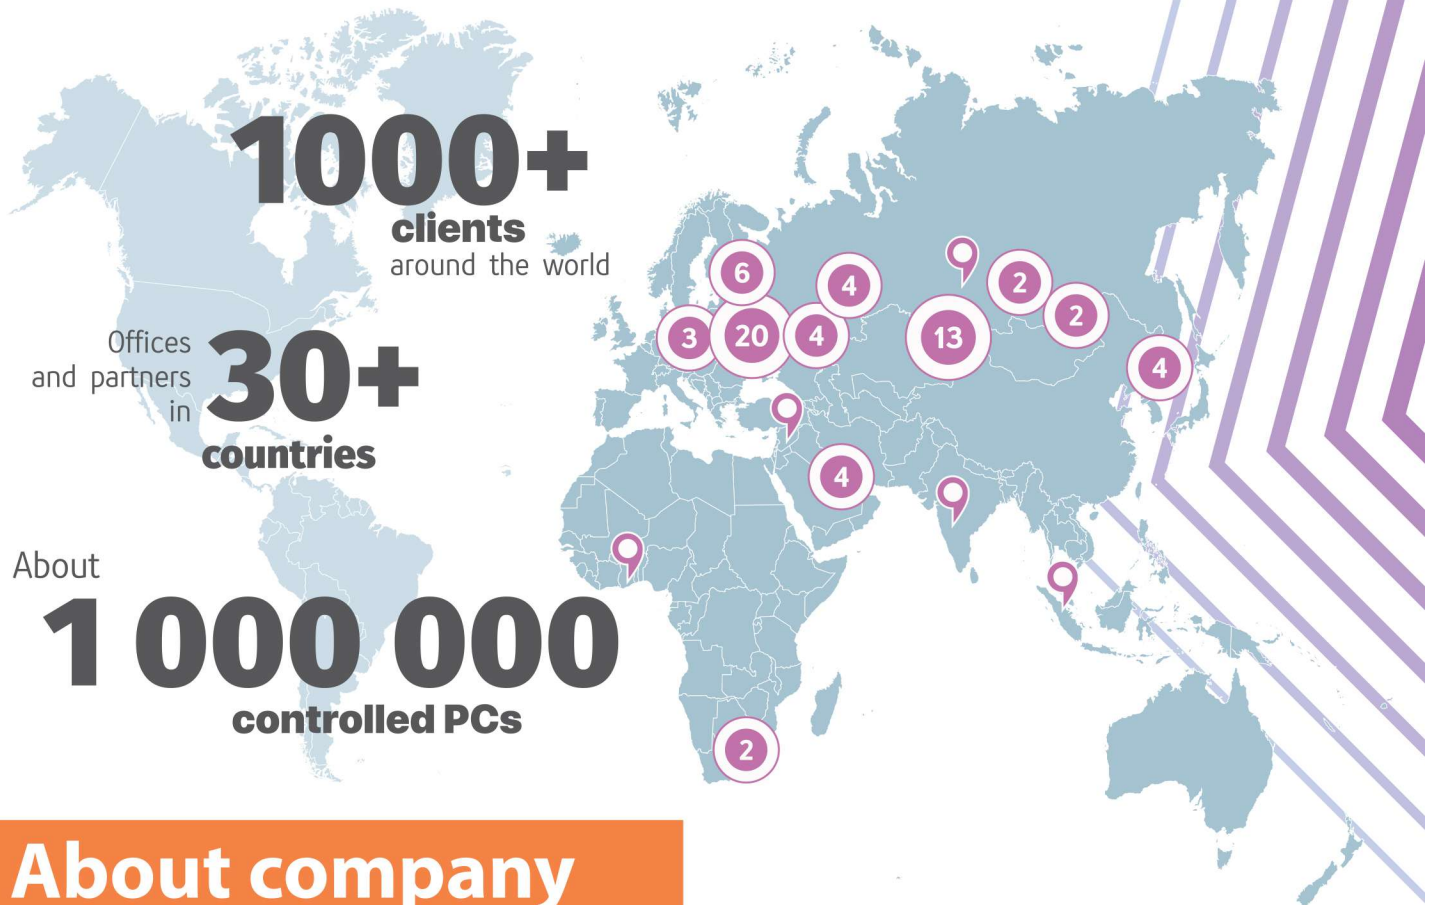 1000+
clients
around the world
Offices
and partners
in
30+
countries
About
1 000 000
controlled PCs
6
4
3
20
4
13
2
2
4
4
2
About company